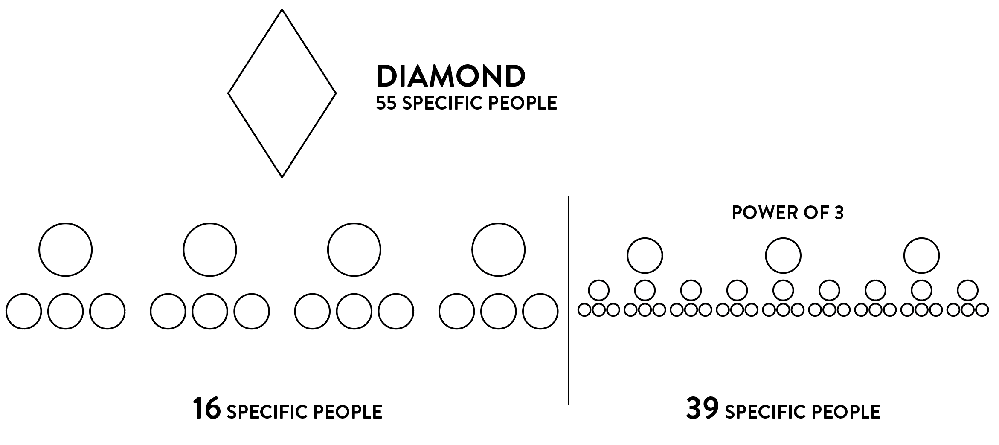 DIAMOND
55 SPECIFIC PEOPLE
POWER OF 3
16 SPECIFIC PEOPLE
39 SPECIFIC PEOPLE